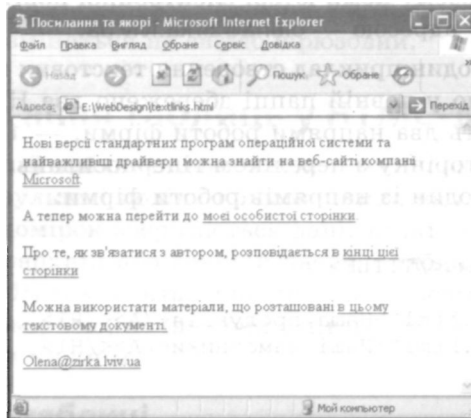 Посилання та якорі - Microsoft Internet Explorer
Файл Правка Вигляд Обране Сервіс Довідка
Назад Пошук Обране
Адреса: E:\WebDesign\textlinks.html Перехід
Нові версії стандартних програм операційної системи та
найважливіші драйвери можна знайти на веб-сайті компанії
Microsoft.
А тепер можна перейти до моєї особистої сторінки.
Про те, як зв'язатися з автором, розповідається в кінці цієї
сторінки
Можна використати матеріали, що розташовані в цьому
текстовому документі.
Olena@zirka.lviv.ua
Мой компьютер